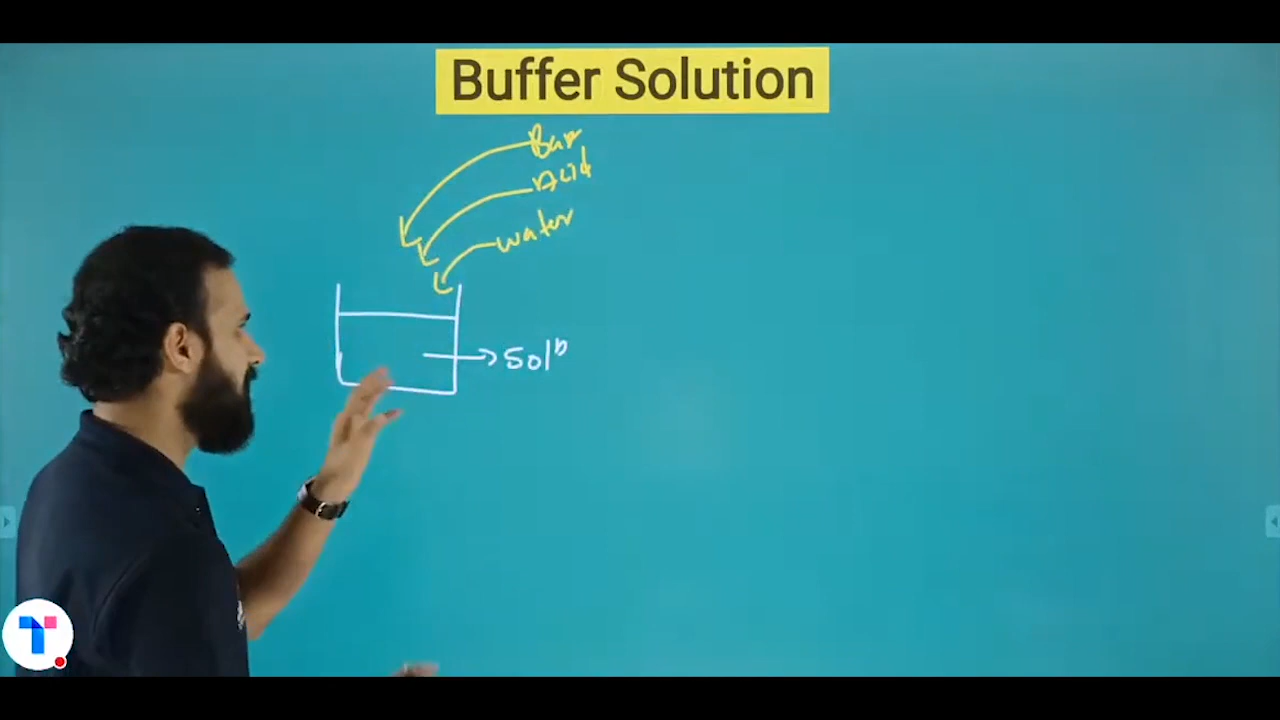 Buffer Solution
Base
Acid
water
Solⁿ
T